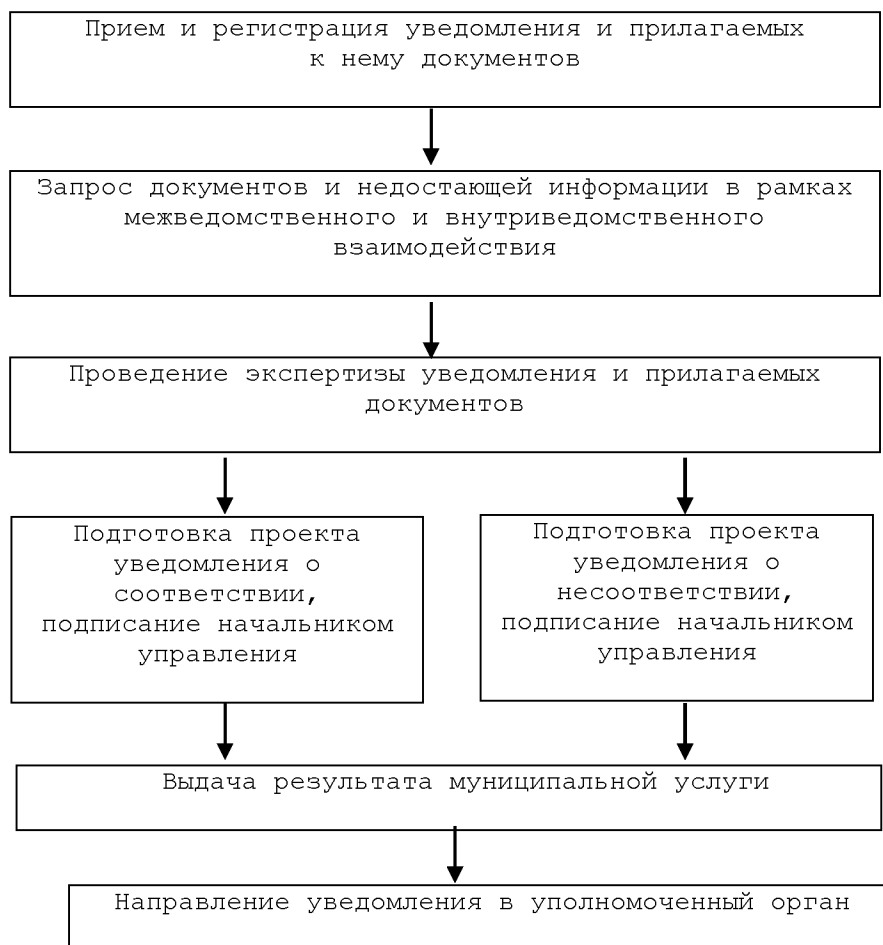 Прием и регистрация уведомления и прилагаемых
к нему документов
Запрос документов и недостающей информации в рамках
межведомственного и внутриведомственного
взаимодействия
Проведение экспертизы уведомления и прилагаемых
документов
Подготовка проекта
уведомления о
соответствии,
подписание начальником
управления
Подготовка проекта
уведомления о
несоответствии,
подписание начальником
управления
Выдача результата муниципальной услуги
Направление уведомления в уполномоченный орган